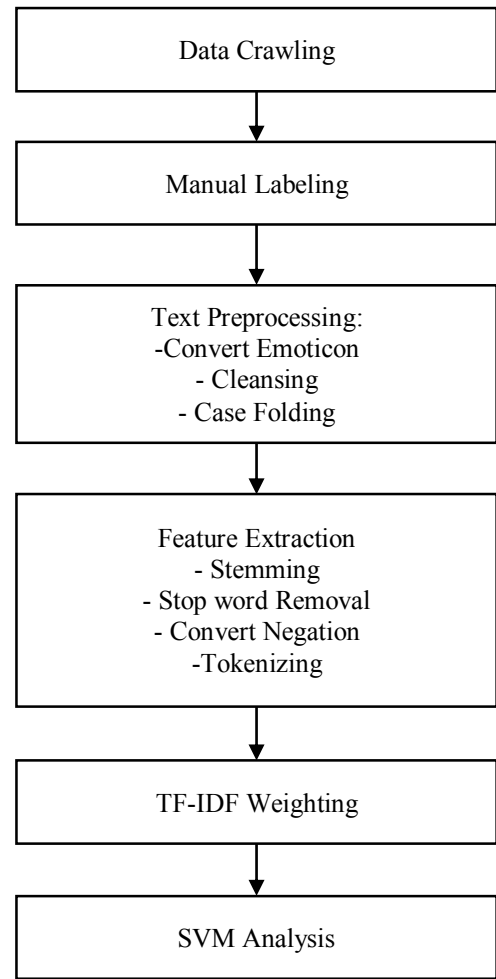 Data Crawling
Manual Labeling
Text Preprocessing:
-Convert Emoticon
- Cleansing
- Case Folding
Feature Extraction
- Stemming
- Stop word Removal
- Convert Negation
-Tokenizing
TF-IDF Weighting
SVM Analysis